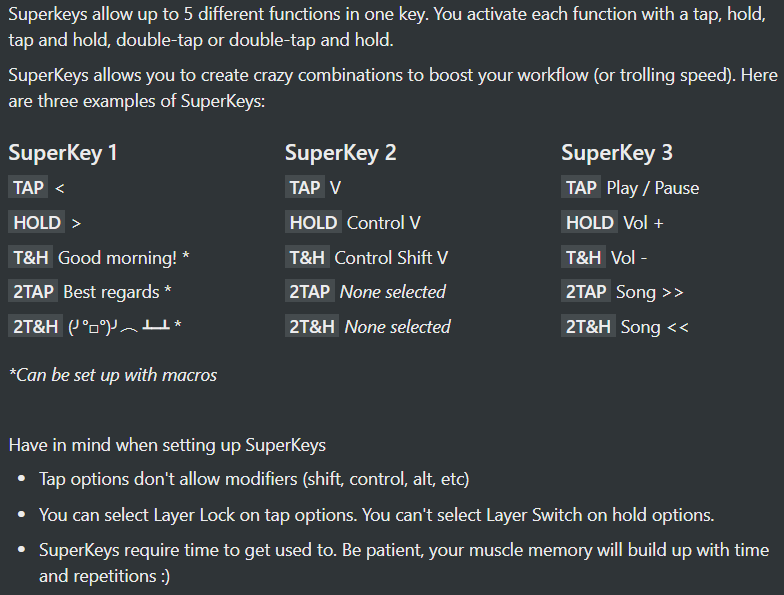 Superkeys allow up to 5 different functions in one key. You activate each function with a tap, hold,
tap and hold, double-tap or double-tap and hold.
SuperKeys allows you to create crazy combinations to boost your workflow (or trolling speed). Here
are three examples of SuperKeys:
SuperKey 1
TAP <
HOLD >
T&H Good morning! *
2TAP Best regards *
2T&H (╯°□°)╯︵ ┻━┻ *
SuperKey 2
TAP V
HOLD Control V
T&H Control Shift V
2TAP None selected
2T&H None selected
SuperKey 3
TAP Play / Pause
HOLD Vol +
T&H Vol -
2TAP Song >>
2T&H Song <<
*Can be set up with macros
Have in mind when setting up SuperKeys
• Tap options don't allow modifiers (shift, control, alt, etc)
• You can select Layer Lock on tap options. You can't select Layer Switch on hold options.
• SuperKeys require time to get used to. Be patient, your muscle memory will build up with time
and repetitions :)